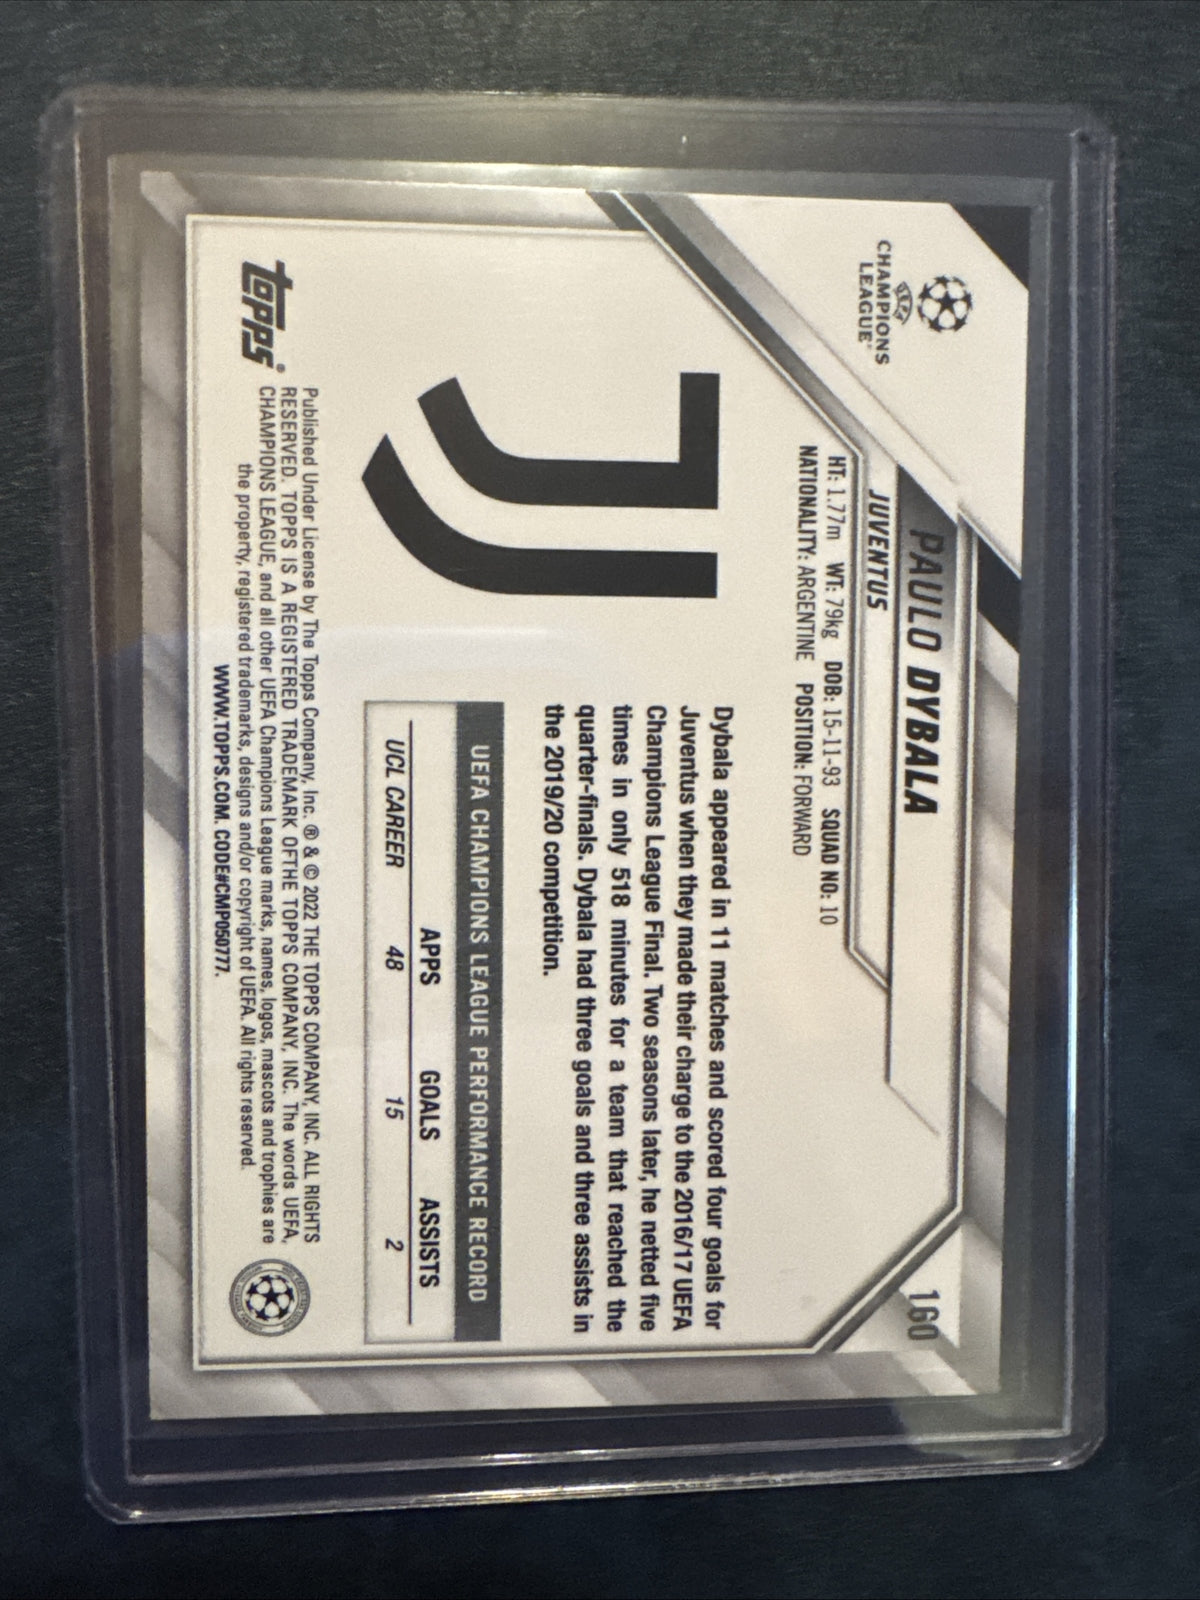 UEFA
CHAMPIONS
LEAGUE®
PAULO DYBALA
160
JUVENTUS
HT: 1.77m WT: 79kg DOB: 15-11-93 SQUAD NO: 10
NATIONALITY: ARGENTINE POSITION: FORWARD
Dybala appeared in 11 matches and scored four goals for
Juventus when they made their charge to the 2016/17 UEFA
Champions League Final. Two seasons later, he netted five
times in only 518 minutes for a team that reached the
quarter-finals. Dybala had three goals and three assists in
the 2019/20 competition.
UEFA CHAMPIONS LEAGUE PERFORMANCE RECORD
APPS GOALS ASSISTS
UCL CAREER 48 15 2
topps®
Published Under License by The Topps Company, Inc. ® & © 2022 THE TOPPS COMPANY, INC. ALL RIGHTS
RESERVED. TOPPS IS A REGISTERED TRADEMARK OF THE TOPPS COMPANY, INC. The words UEFA,
CHAMPIONS LEAGUE, and all other UEFA Champions League marks, names, logos, mascots and trophies are
the property, registered trademarks, designs and/or copyright of UEFA. All rights reserved.
WWW.TOPPS.COM. CODE#CMP050777.